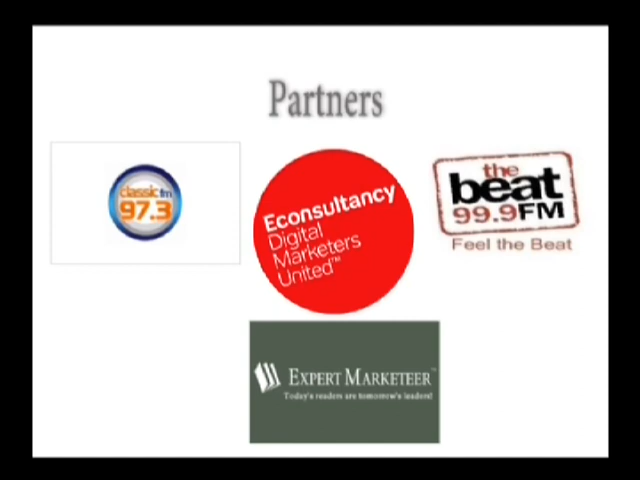 Partners
classic fm
97.3
Econsultancy
Digital
Marketers
United™
the
beat
99.9FM
Feel the Beat
EXPERT MARKETEER™
Today's readers are tomorrow's leaders!